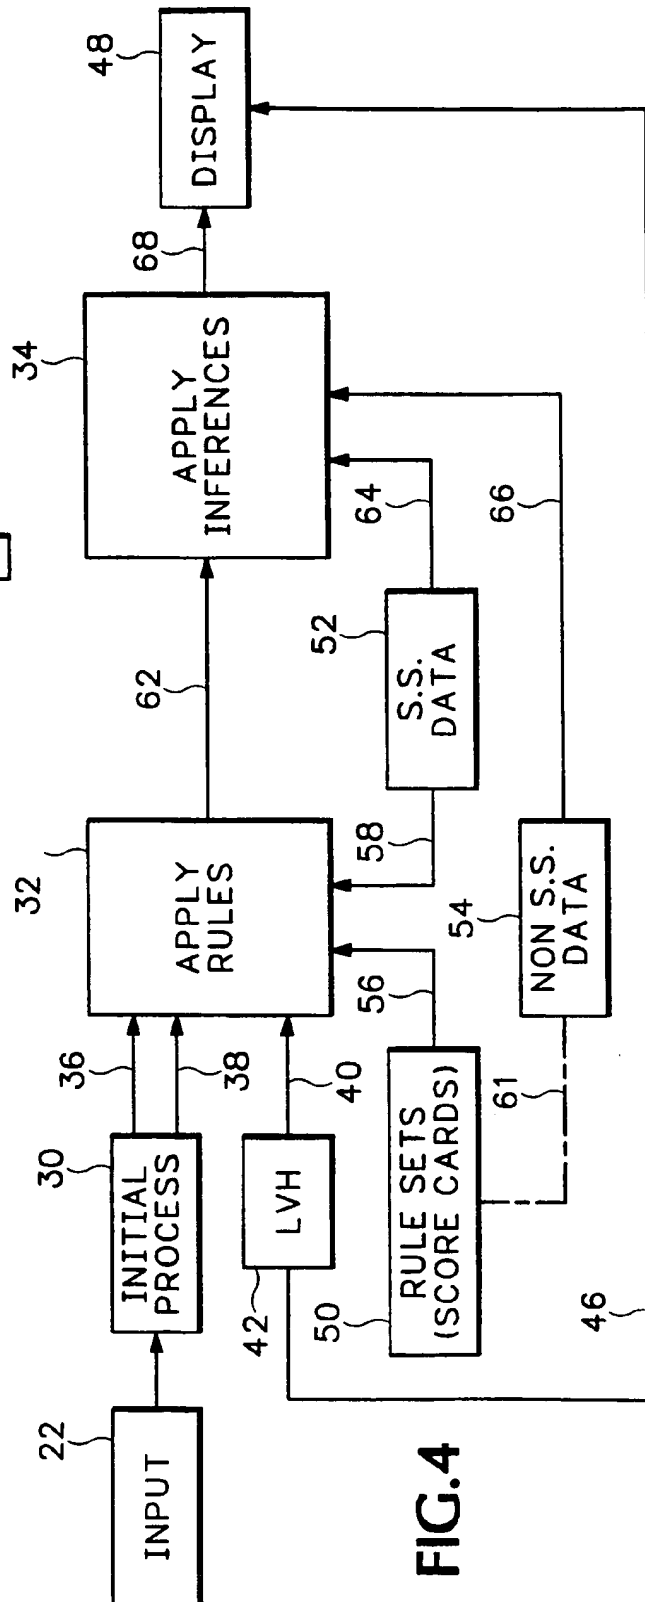 22
INPUT
30
INITIAL
PROCESS
36
38
42
LVH
40
32
APPLY
RULES
62
34
APPLY
INFERENCES
68
48
DISPLAY
50
RULE SETS
(SCORE CARDS)
56
58
52
S.S.
DATA
64
61
54
NON S.S.
DATA
66
46
FIG.4